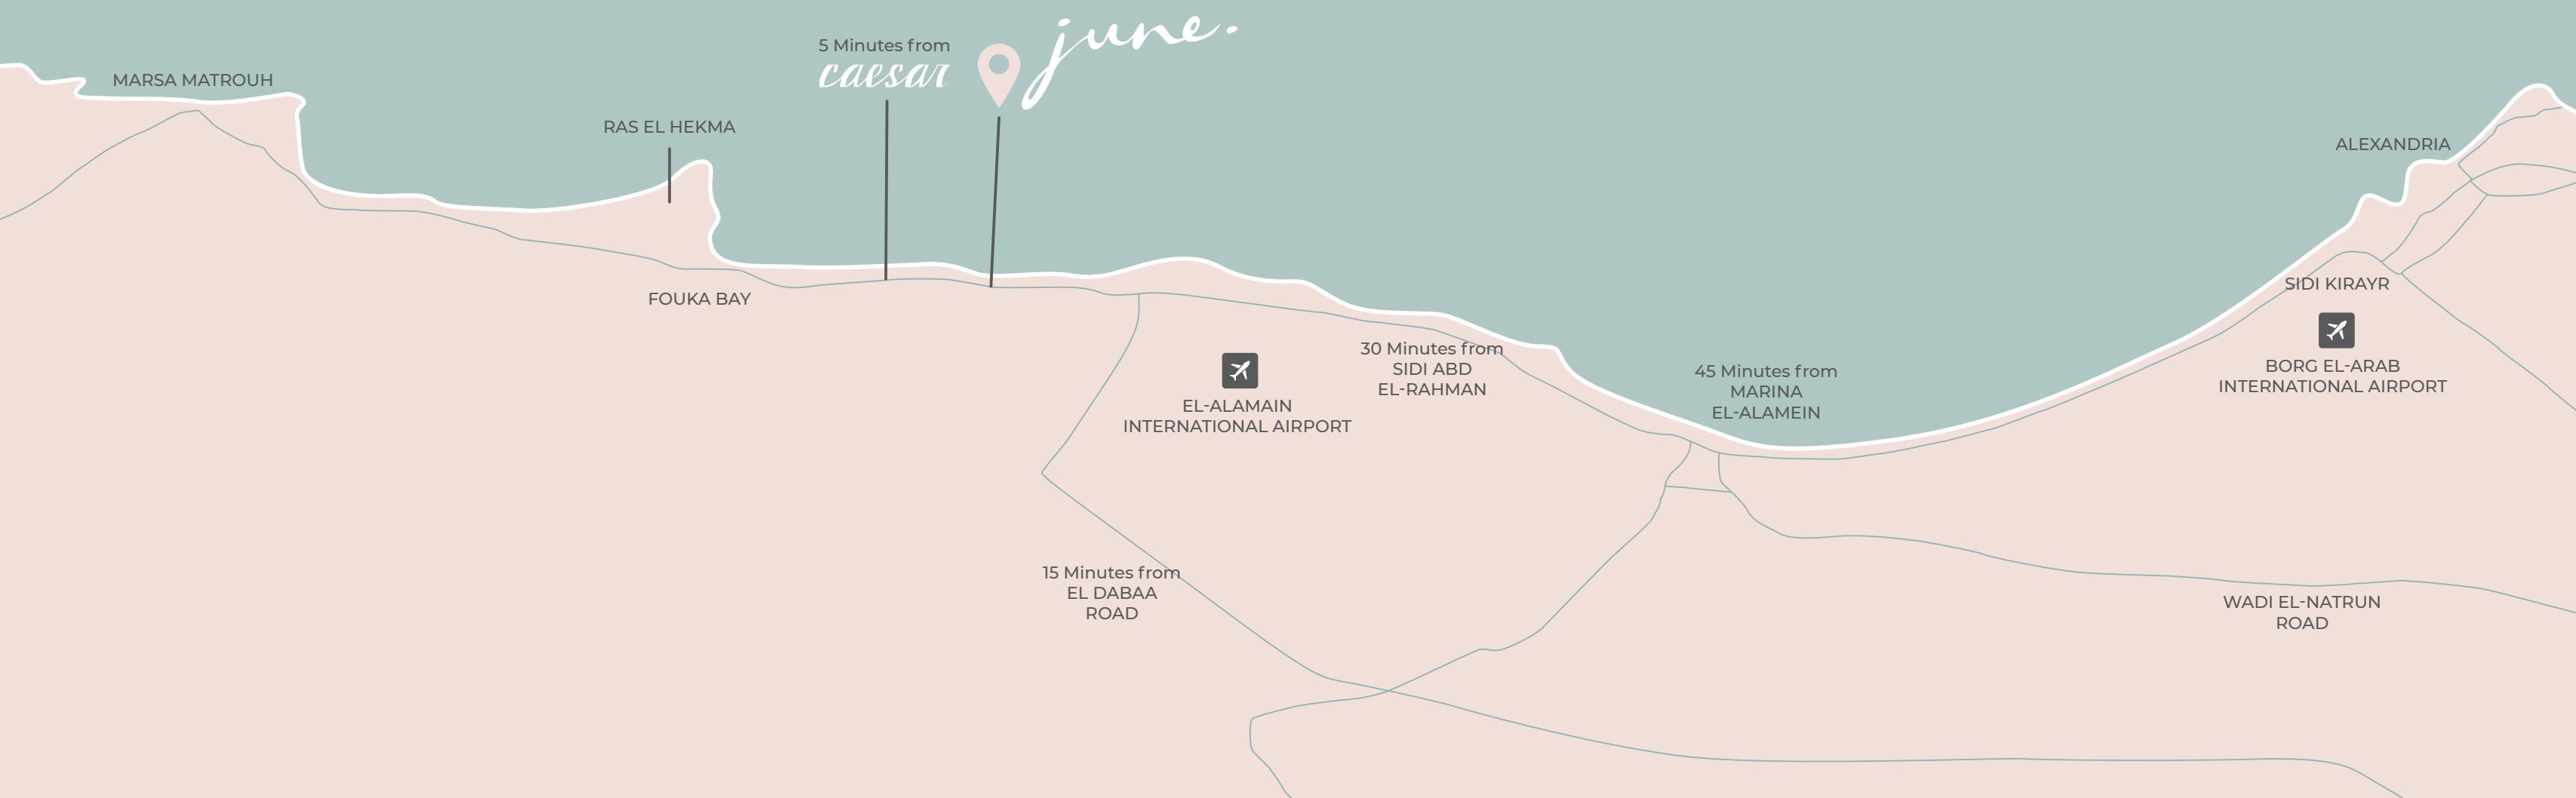 june.
5 Minutes from
caesar
MARSA MATROUH
RAS EL HEKMA
ALEXANDRIA
FOUKA BAY
SIDI KIRAYR
30 Minutes from
SIDI ABD
EL-RAHMAN
45 Minutes from
MARINA
EL-ALAMEIN
BORG EL-ARAB
INTERNATIONAL AIRPORT
EL-ALAMAIN
INTERNATIONAL AIRPORT
15 Minutes from
EL DABAA
ROAD
WADI EL-NATRUN
ROAD